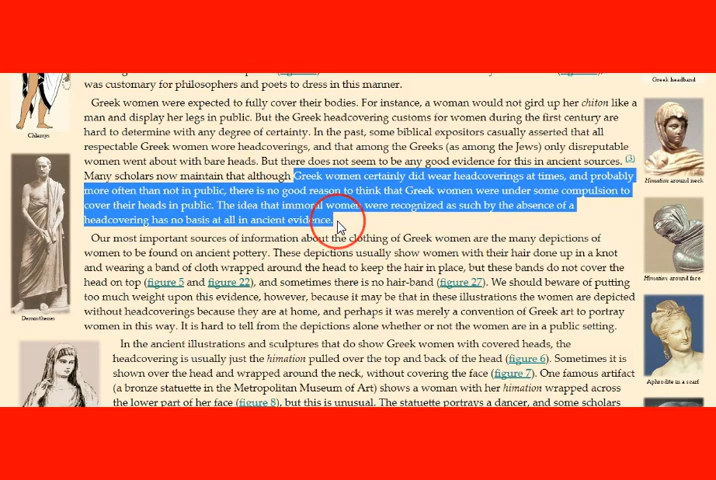 was customary for philosophers and poets to dress in this manner.
Greek headband
Chlamys
Greek women were expected to fully cover their bodies. For instance, a woman would not gird up her chiton like a
man and display her legs in public. But the Greek headcovering customs for women during the first century are
hard to determine with any degree of certainty. In the past, some biblical expositors casually asserted that all
respectable Greek women wore headcoverings, and that among the Greeks (as among the Jews) only disreputable
women went about with bare heads. But there does not seem to be any good evidence for this in ancient sources. (3)
Many scholars now maintain that although Greek women certainly did wear headcoverings at times, and probably
more often than not in public, there is no good reason to think that Greek women were under some compulsion to
cover their heads in public. The idea that immoral women were recognized as such by the absence of a
headcovering has no basis at all in ancient evidence.
Himation around neck
Our most important sources of information about the clothing of Greek women are the many depictions of
women to be found on ancient pottery. These depictions usually show women with their hair done up in a knot
and wearing a band of cloth wrapped around the head to keep the hair in place, but these bands do not cover the
head on top (figure 5 and figure 22), and sometimes there is no hair-band (figure 27). We should beware of putting
too much weight upon this evidence, however, because it may be that in these illustrations the women are depicted
without headcoverings because they are at home, and perhaps it was merely a convention of Greek art to portray
women in this way. It is hard to tell from the depictions alone whether or not the women are in a public setting.
Himation around face
Demosthenes
In the ancient illustrations and sculptures that do show Greek women with covered heads, the
headcovering is usually just the himation pulled over the top and back of the head (figure 6). Sometimes it is
shown over the head and wrapped around the neck, without covering the face (figure 7). One famous artifact
(a bronze statuette in the Metropolitan Museum of Art) shows a woman with her himation wrapped across
the lower part of her face (figure 8), but this is unusual. The statuette portrays a dancer, and some scholars
Aphrodite in a scarf